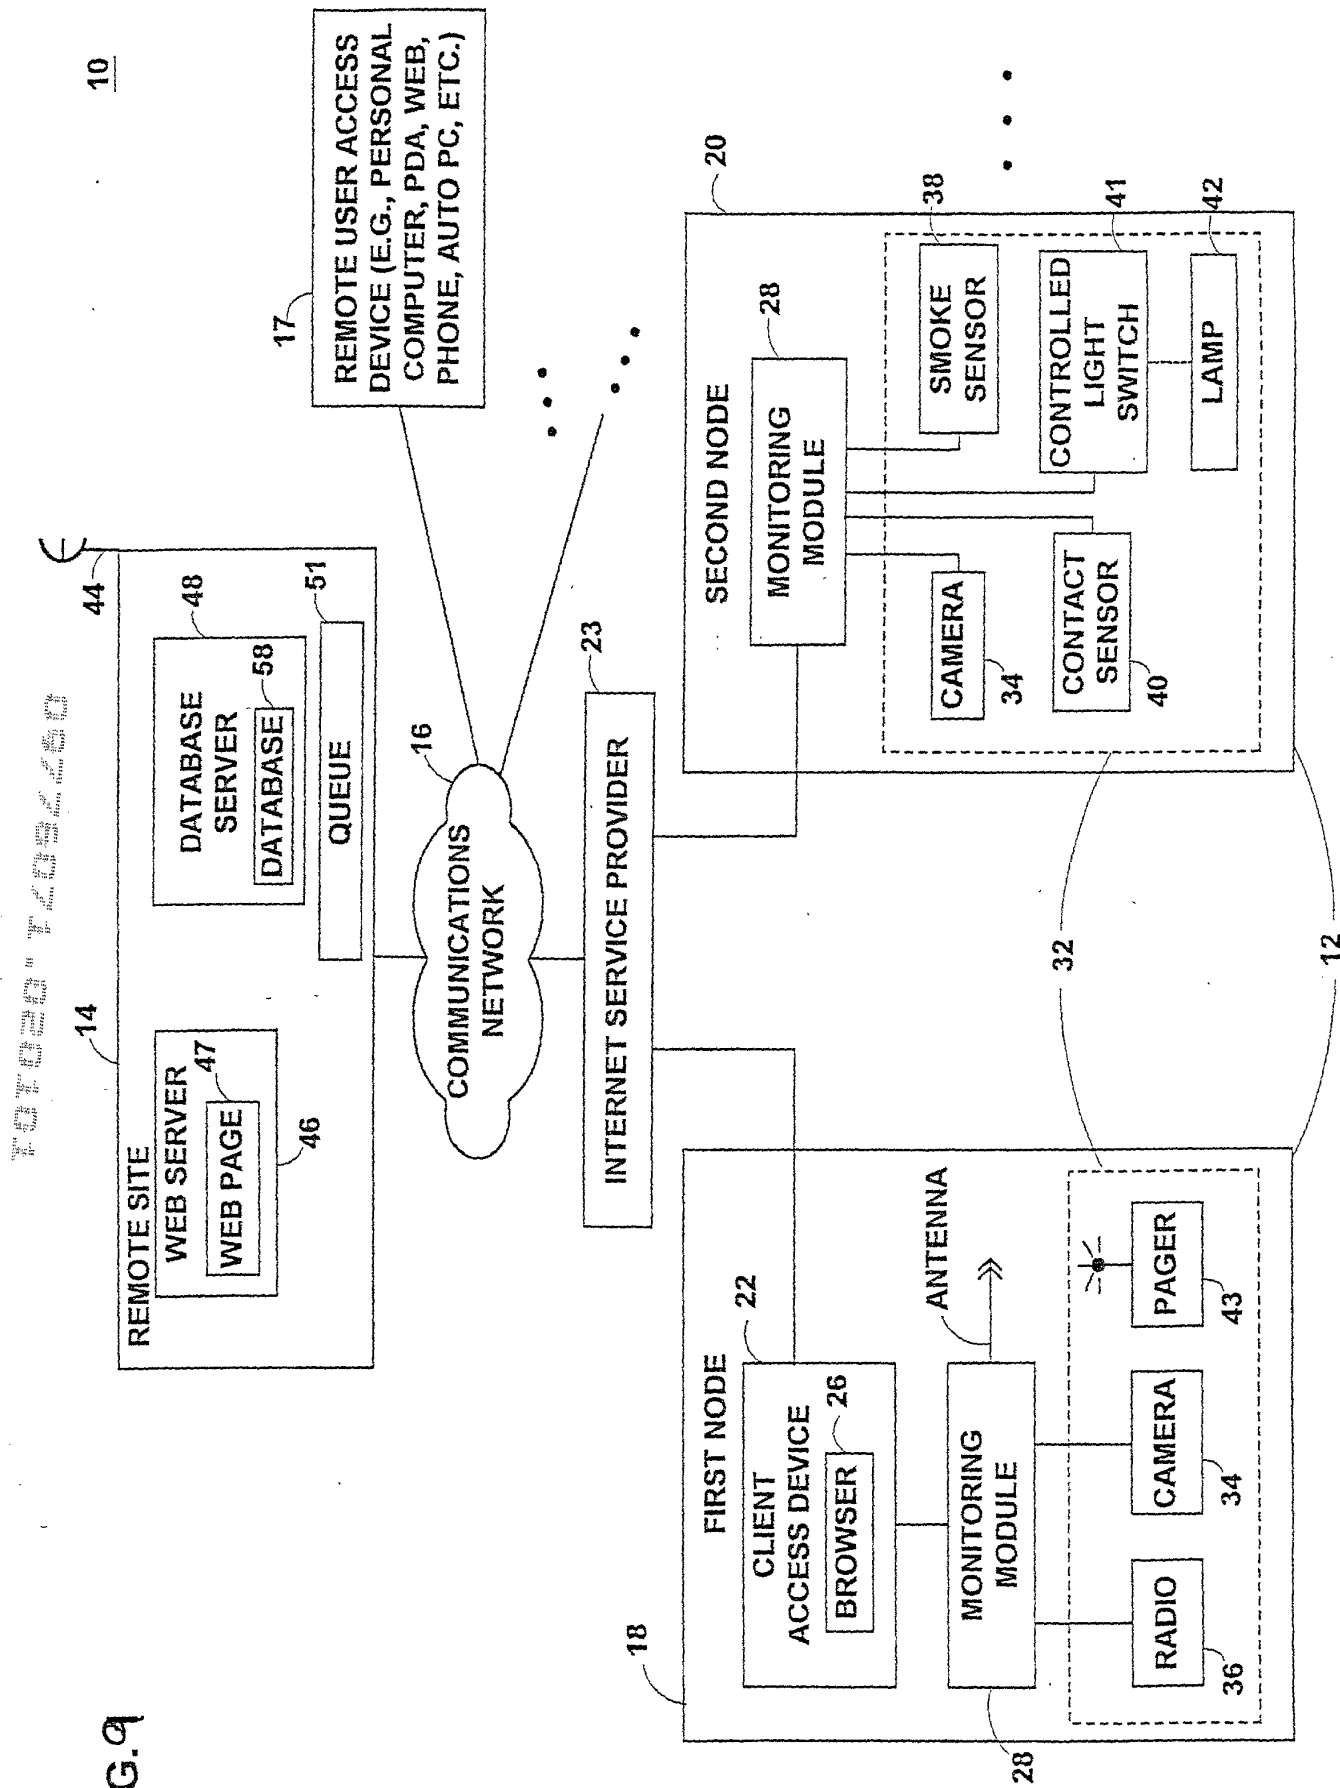 G. 9
10
09/765071 . 020101
14
44
REMOTE SITE
WEB SERVER
WEB PAGE
47
46
DATABASE
SERVER
48
DATABASE
58
QUEUE
51
17
REMOTE USER ACCESS
DEVICE (E.G., PERSONAL
COMPUTER, PDA, WEB,
PHONE, AUTO PC, ETC.)
16
COMMUNICATIONS
NETWORK
23
INTERNET SERVICE PROVIDER
18
FIRST NODE
CLIENT
ACCESS DEVICE
22
BROWSER
26
MONITORING
MODULE
28
ANTENNA
RADIO
36
CAMERA
34
PAGER
43
32
12
20
SECOND NODE
MONITORING
MODULE
28
CAMERA
34
SMOKE
SENSOR
38
CONTACT
SENSOR
40
CONTROLLED
LIGHT
SWITCH
41
LAMP
42